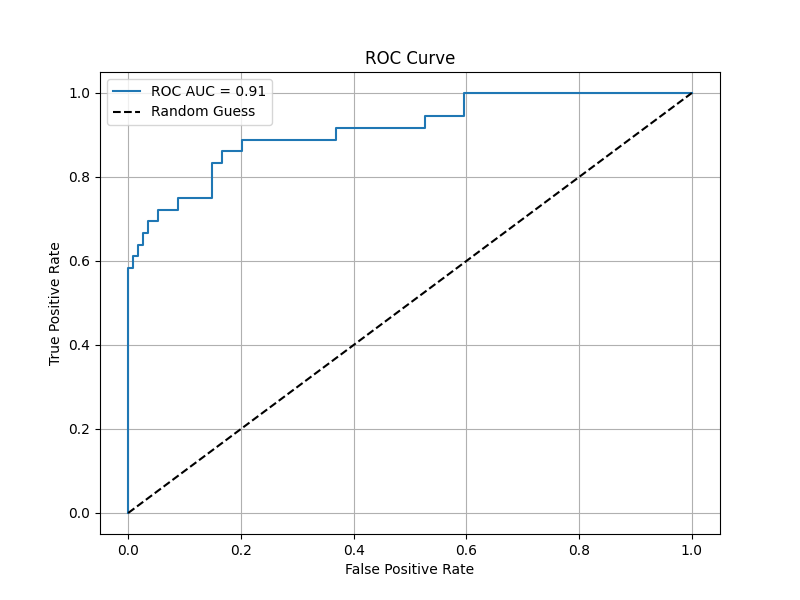 ROC Curve
ROC AUC = 0.91
Random Guess
True Positive Rate
1.0
0.8
0.6
0.4
0.2
0.0
0.0 0.2 0.4 0.6 0.8 1.0
False Positive Rate